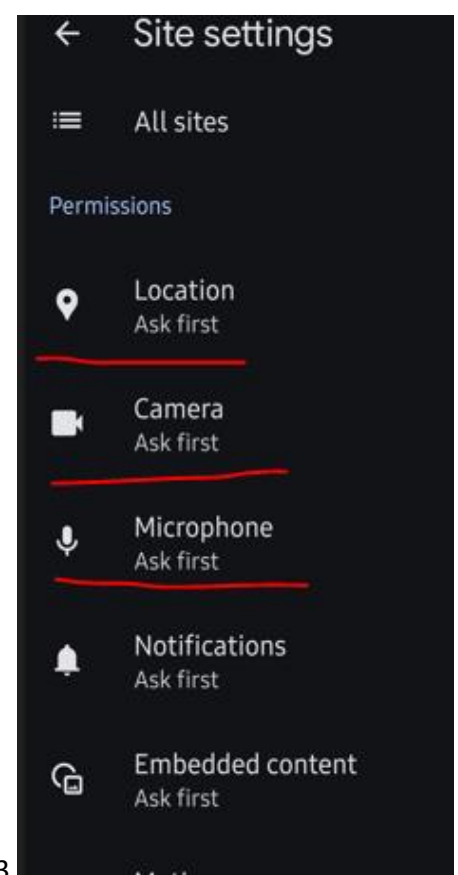 Site settings
All sites
Permissions
Location
Ask first
Camera
Ask first
Microphone
Ask first
Notifications
Ask first
Embedded content
Ask first
3